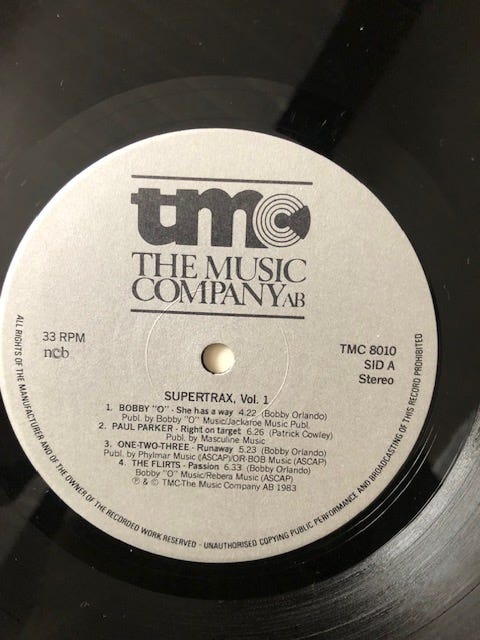 tmc
THE MUSIC
COMPANY AB
33 RPM
ncb
TMC 8010
SID A
Stereo
SUPERTRAX, Vol. 1
1. BOBBY "O" - She has a way 4.22 (Bobby Orlando)
Publ. by Bobby "O" Music/Jackaroe Music Publ.
2. PAUL PARKER - Right on target 6.26 (Patrick Cowley)
Publ. by Masculine Music
3. ONE-TWO-THREE - Runaway 5.23 (Bobby Orlando)
Publ. by Phylmar Music (ASCAP)/OR-BOB Music (ASCAP)
4. THE FLIRTS - Passion 6.33 (Bobby Orlando)
Bobby "O" Music/Rebera Music (ASCAP)
℗ & © TMC-The Music Company AB 1983
ALL RIGHTS OF THE MANUFACTURER AND OF THE OWNER OF THE RECORDED WORK RESERVED - UNAUTHORISED COPYING PUBLIC PERFORMANCE AND BROADCASTING OF THIS RECORD PROHIBITED